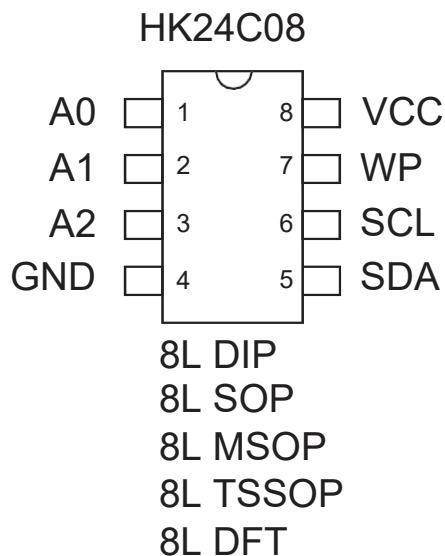 HK24C08
A0 1 8 VCC
A1 2 7 WP
A2 3 6 SCL
GND 4 5 SDA
8L DIP
8L SOP
8L MSOP
8L TSSOP
8L DFT